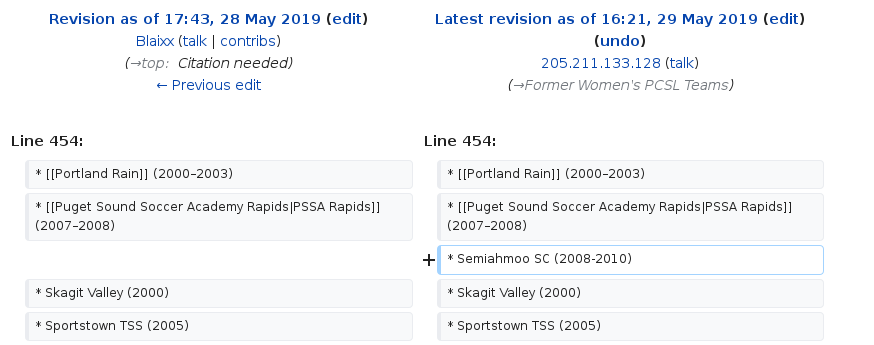 Revision as of 17:43, 28 May 2019 (edit)
Blaixx (talk | contribs)
(→top: Citation needed)
← Previous edit
Latest revision as of 16:21, 29 May 2019 (edit)
(undo)
205.211.133.128 (talk)
(→Former Women's PCSL Teams)
Line 454:
Line 454:
* [[Portland Rain]] (2000–2003)
* [[Portland Rain]] (2000–2003)
* [[Puget Sound Soccer Academy Rapids|PSSA Rapids]]
(2007–2008)
* [[Puget Sound Soccer Academy Rapids|PSSA Rapids]]
(2007–2008)
+ * Semiahmoo SC (2008-2010)
* Skagit Valley (2000)
* Skagit Valley (2000)
* Sportstown TSS (2005)
* Sportstown TSS (2005)